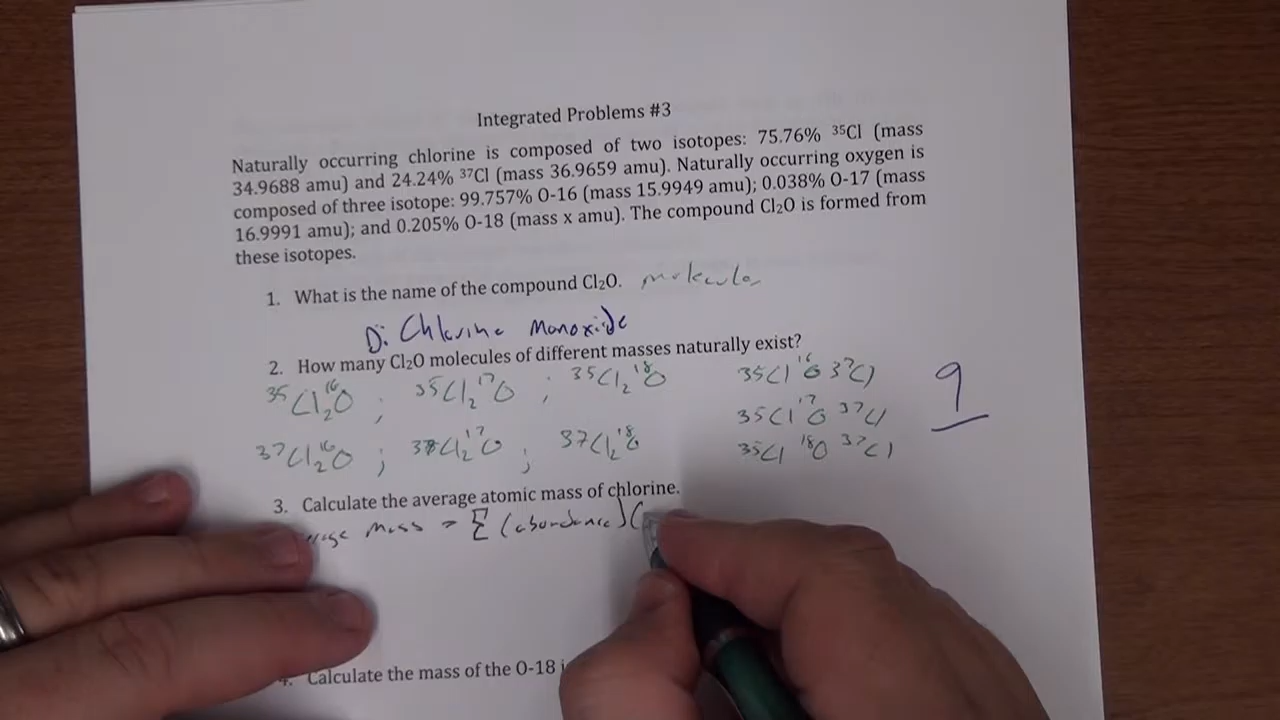 Integrated Problems #3
Naturally occurring chlorine is composed of two isotopes: 75.76% ³⁵Cl (mass
34.9688 amu) and 24.24% ³⁷Cl (mass 36.9659 amu). Naturally occurring oxygen is
composed of three isotope: 99.757% O-16 (mass 15.9949 amu); 0.038% O-17 (mass
16.9991 amu); and 0.205% O-18 (mass x amu). The compound Cl₂O is formed from
these isotopes.
1. What is the name of the compound Cl₂O. molecular
Di Chlorine Monoxide
2. How many Cl₂O molecules of different masses naturally exist?
³⁵Cl₂¹⁶O ; ³⁵Cl₂¹⁷O ; ³⁵Cl₂¹⁸O
³⁷Cl₂¹⁶O ; ³⁷Cl₂¹⁷O ; ³⁷Cl₂¹⁸O
35Cl ¹⁶O 37Cl
35Cl ¹⁷O 37Cl
35Cl ¹⁸O 37Cl
9
3. Calculate the average atomic mass of chlorine.
mass = Σ (abundance)(
4. Calculate the mass of the O-18